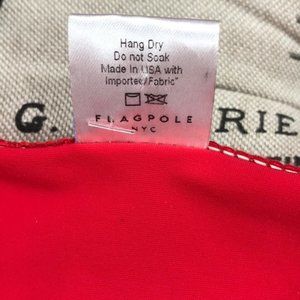 Hang Dry
Do not Soak
Made in USA with
Imported/Fabric"
FLAGPOLE
NYC
G. RIE